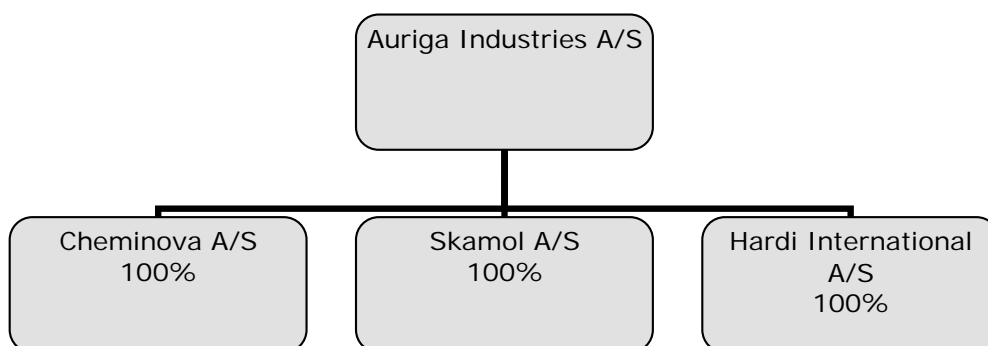 Auriga Industries A/S
Cheminova A/S
100%
Skamol A/S
100%
Hardi International
A/S
100%